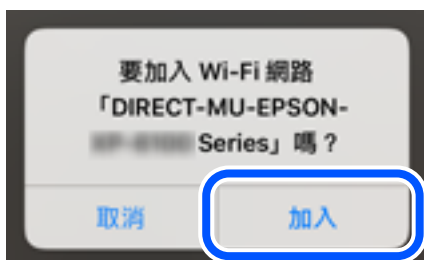 要加入 Wi-Fi 網路
「DIRECT-MU-EPSON-
Series」嗎？
取消
加入